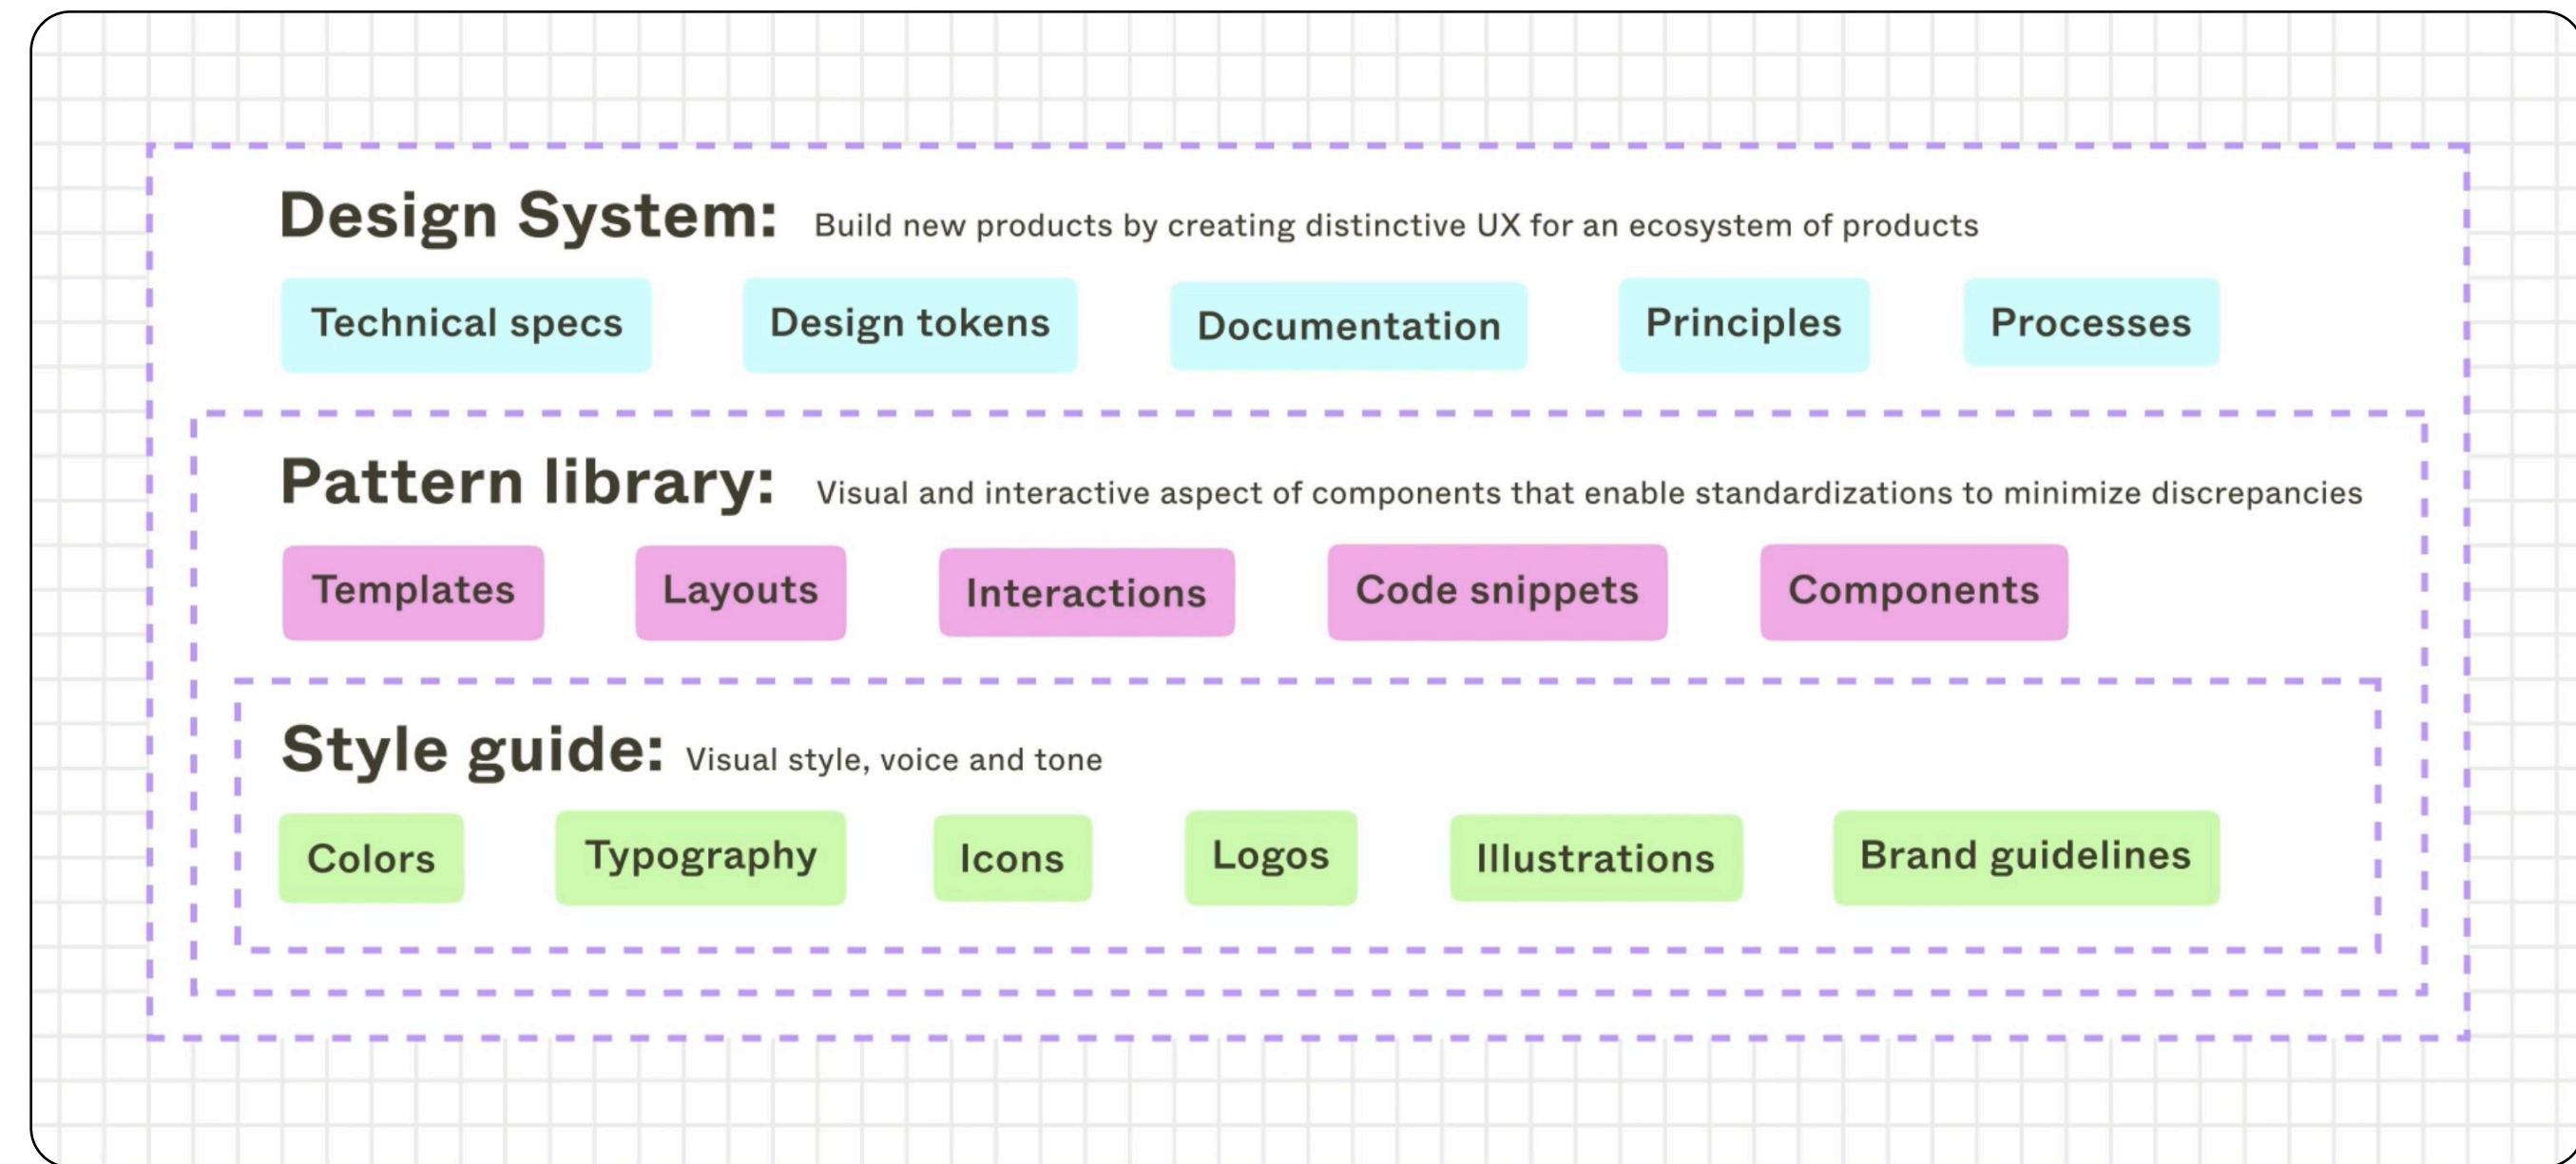 Design System: Build new products by creating distinctive UX for an ecosystem of products
Technical specs Design tokens Documentation Principles Processes
Pattern library: Visual and interactive aspect of components that enable standardizations to minimize discrepancies
Templates Layouts Interactions Code snippets Components
Style guide: Visual style, voice and tone
Colors Typography Icons Logos Illustrations Brand guidelines